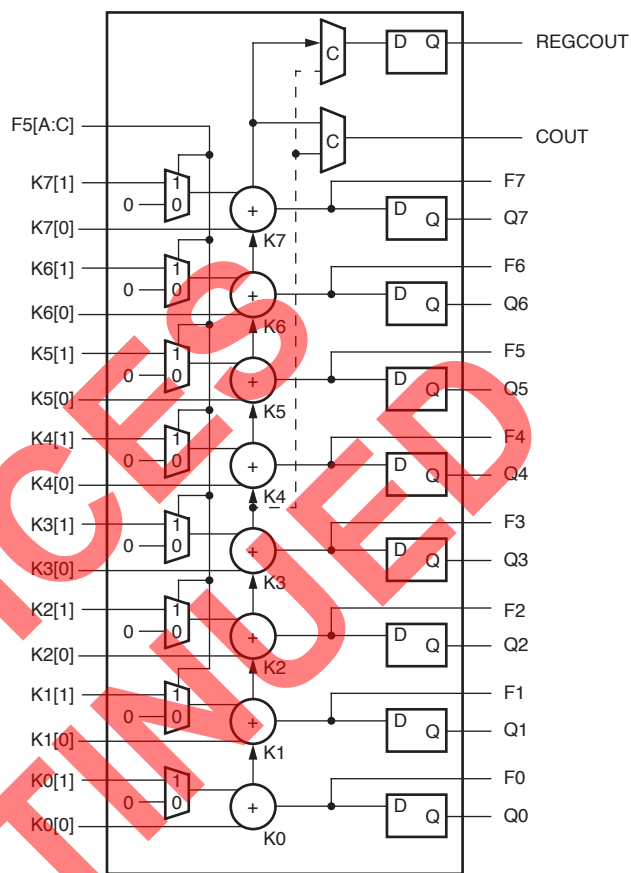 D Q REGCOUT
C
F5[A:C]
C COUT
K7[1] 1 F7
0 0 + D Q Q7
K7[0] K7
K6[1] 1 F6
0 0 + D Q Q6
K6[0] K6
K5[1] 1 F5
0 0 + D Q Q5
K5[0] K5
K4[1] 1 F4
0 0 + D Q Q4
K4[0] K4
K3[1] 1 F3
0 0 + D Q Q3
K3[0] K3
K2[1] 1 F2
0 0 + D Q Q2
K2[0] K2
K1[1] 1 F1
0 0 + D Q Q1
K1[0] K1
K0[1] 1 F0
0 0 + D Q Q0
K0[0] K0